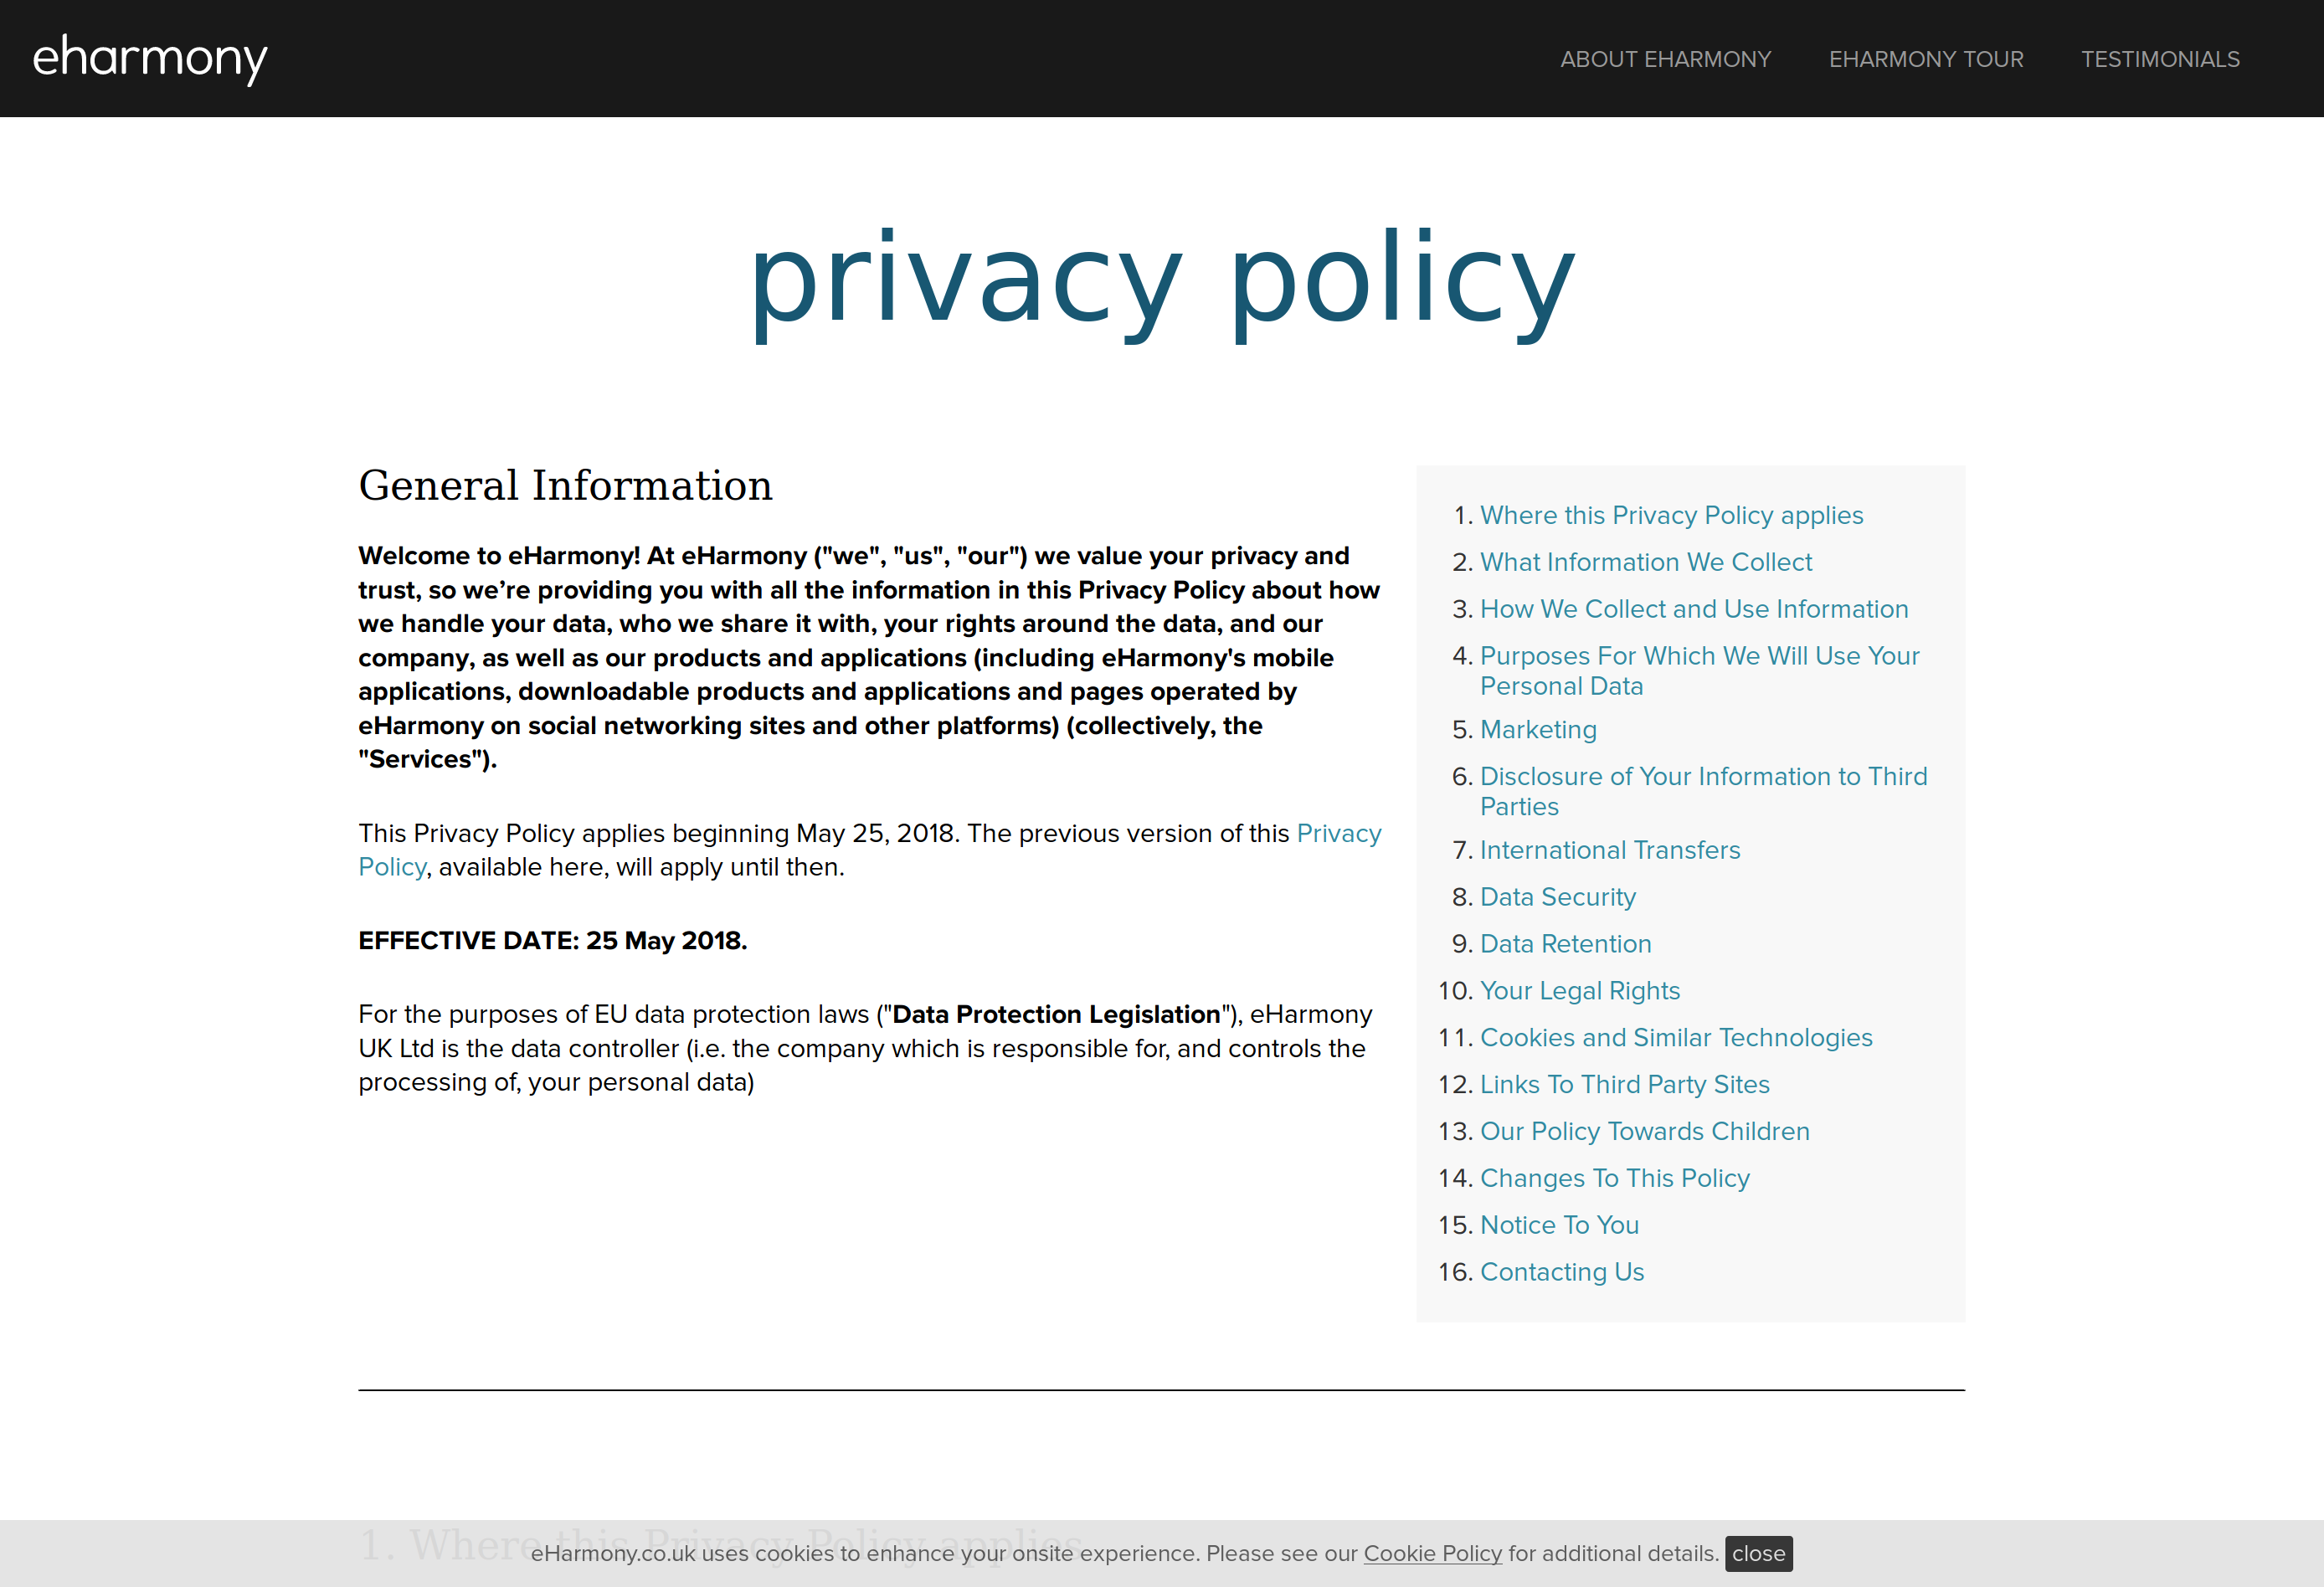 eharmony
ABOUT EHARMONY
EHARMONY TOUR
TESTIMONIALS
privacy policy
General Information
Welcome to eHarmony! At eHarmony ("we", "us", "our") we value your privacy and
trust, so we’re providing you with all the information in this Privacy Policy about how
we handle your data, who we share it with, your rights around the data, and our
company, as well as our products and applications (including eHarmony's mobile
applications, downloadable products and applications and pages operated by
eHarmony on social networking sites and other platforms) (collectively, the
"Services").
This Privacy Policy applies beginning May 25, 2018. The previous version of this Privacy
Policy, available here, will apply until then.
EFFECTIVE DATE: 25 May 2018.
For the purposes of EU data protection laws ("Data Protection Legislation"), eHarmony
UK Ltd is the data controller (i.e. the company which is responsible for, and controls the
processing of, your personal data)
1. Where this Privacy Policy applies
2. What Information We Collect
3. How We Collect and Use Information
4. Purposes For Which We Will Use Your
Personal Data
5. Marketing
6. Disclosure of Your Information to Third
Parties
7. International Transfers
8. Data Security
9. Data Retention
10. Your Legal Rights
11. Cookies and Similar Technologies
12. Links To Third Party Sites
13. Our Policy Towards Children
14. Changes To This Policy
15. Notice To You
16. Contacting Us
1. Where this Privacy Policy applies
eHarmony.co.uk uses cookies to enhance your onsite experience. Please see our Cookie Policy for additional details. close